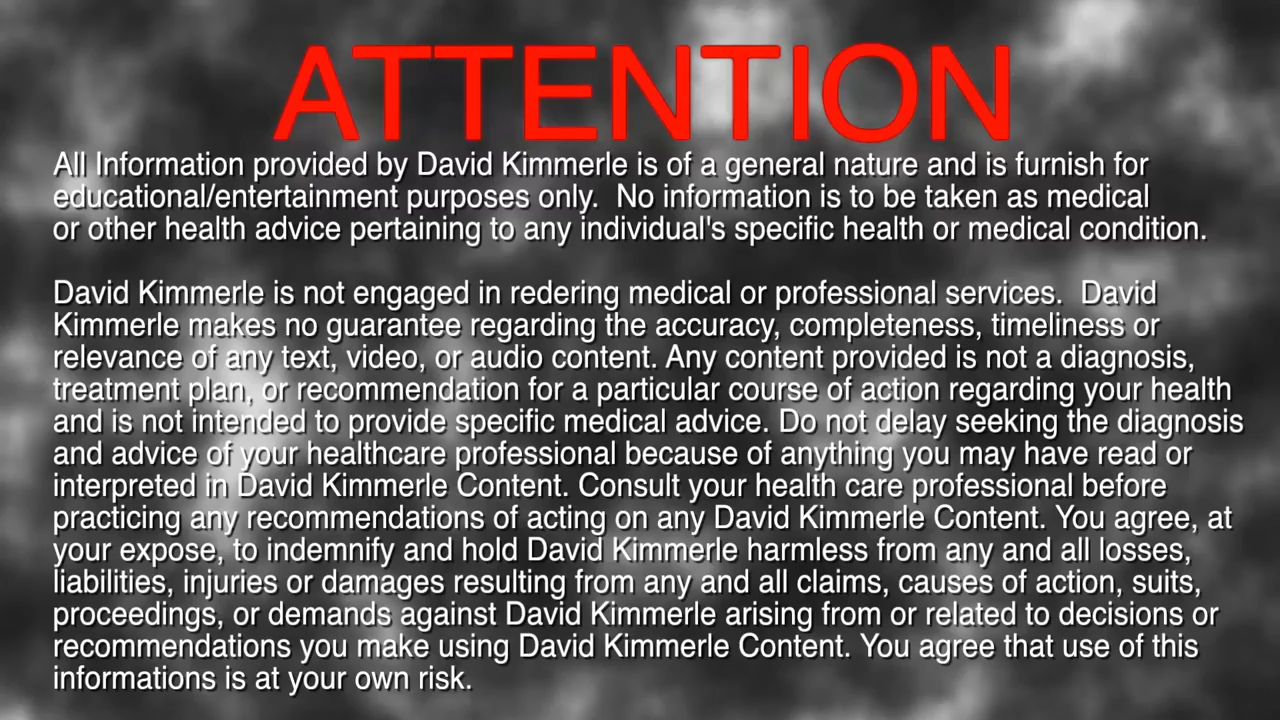 ATTENTION
All Information provided by David Kimmerle is of a general nature and is furnish for
educational/entertainment purposes only.  No information is to be taken as medical
or other health advice pertaining to any individual's specific health or medical condition.
David Kimmerle is not engaged in redering medical or professional services.  David
Kimmerle makes no guarantee regarding the accuracy, completeness, timeliness or
relevance of any text, video, or audio content. Any content provided is not a diagnosis,
treatment plan, or recommendation for a particular course of action regarding your health
and is not intended to provide specific medical advice. Do not delay seeking the diagnosis
and advice of your healthcare professional because of anything you may have read or
interpreted in David Kimmerle Content. Consult your health care professional before
practicing any recommendations of acting on any David Kimmerle Content. You agree, at
your expose, to indemnify and hold David Kimmerle harmless from any and all losses,
liabilities, injuries or damages resulting from any and all claims, causes of action, suits,
proceedings, or demands against David Kimmerle arising from or related to decisions or
recommendations you make using David Kimmerle Content. You agree that use of this
informations is at your own risk.